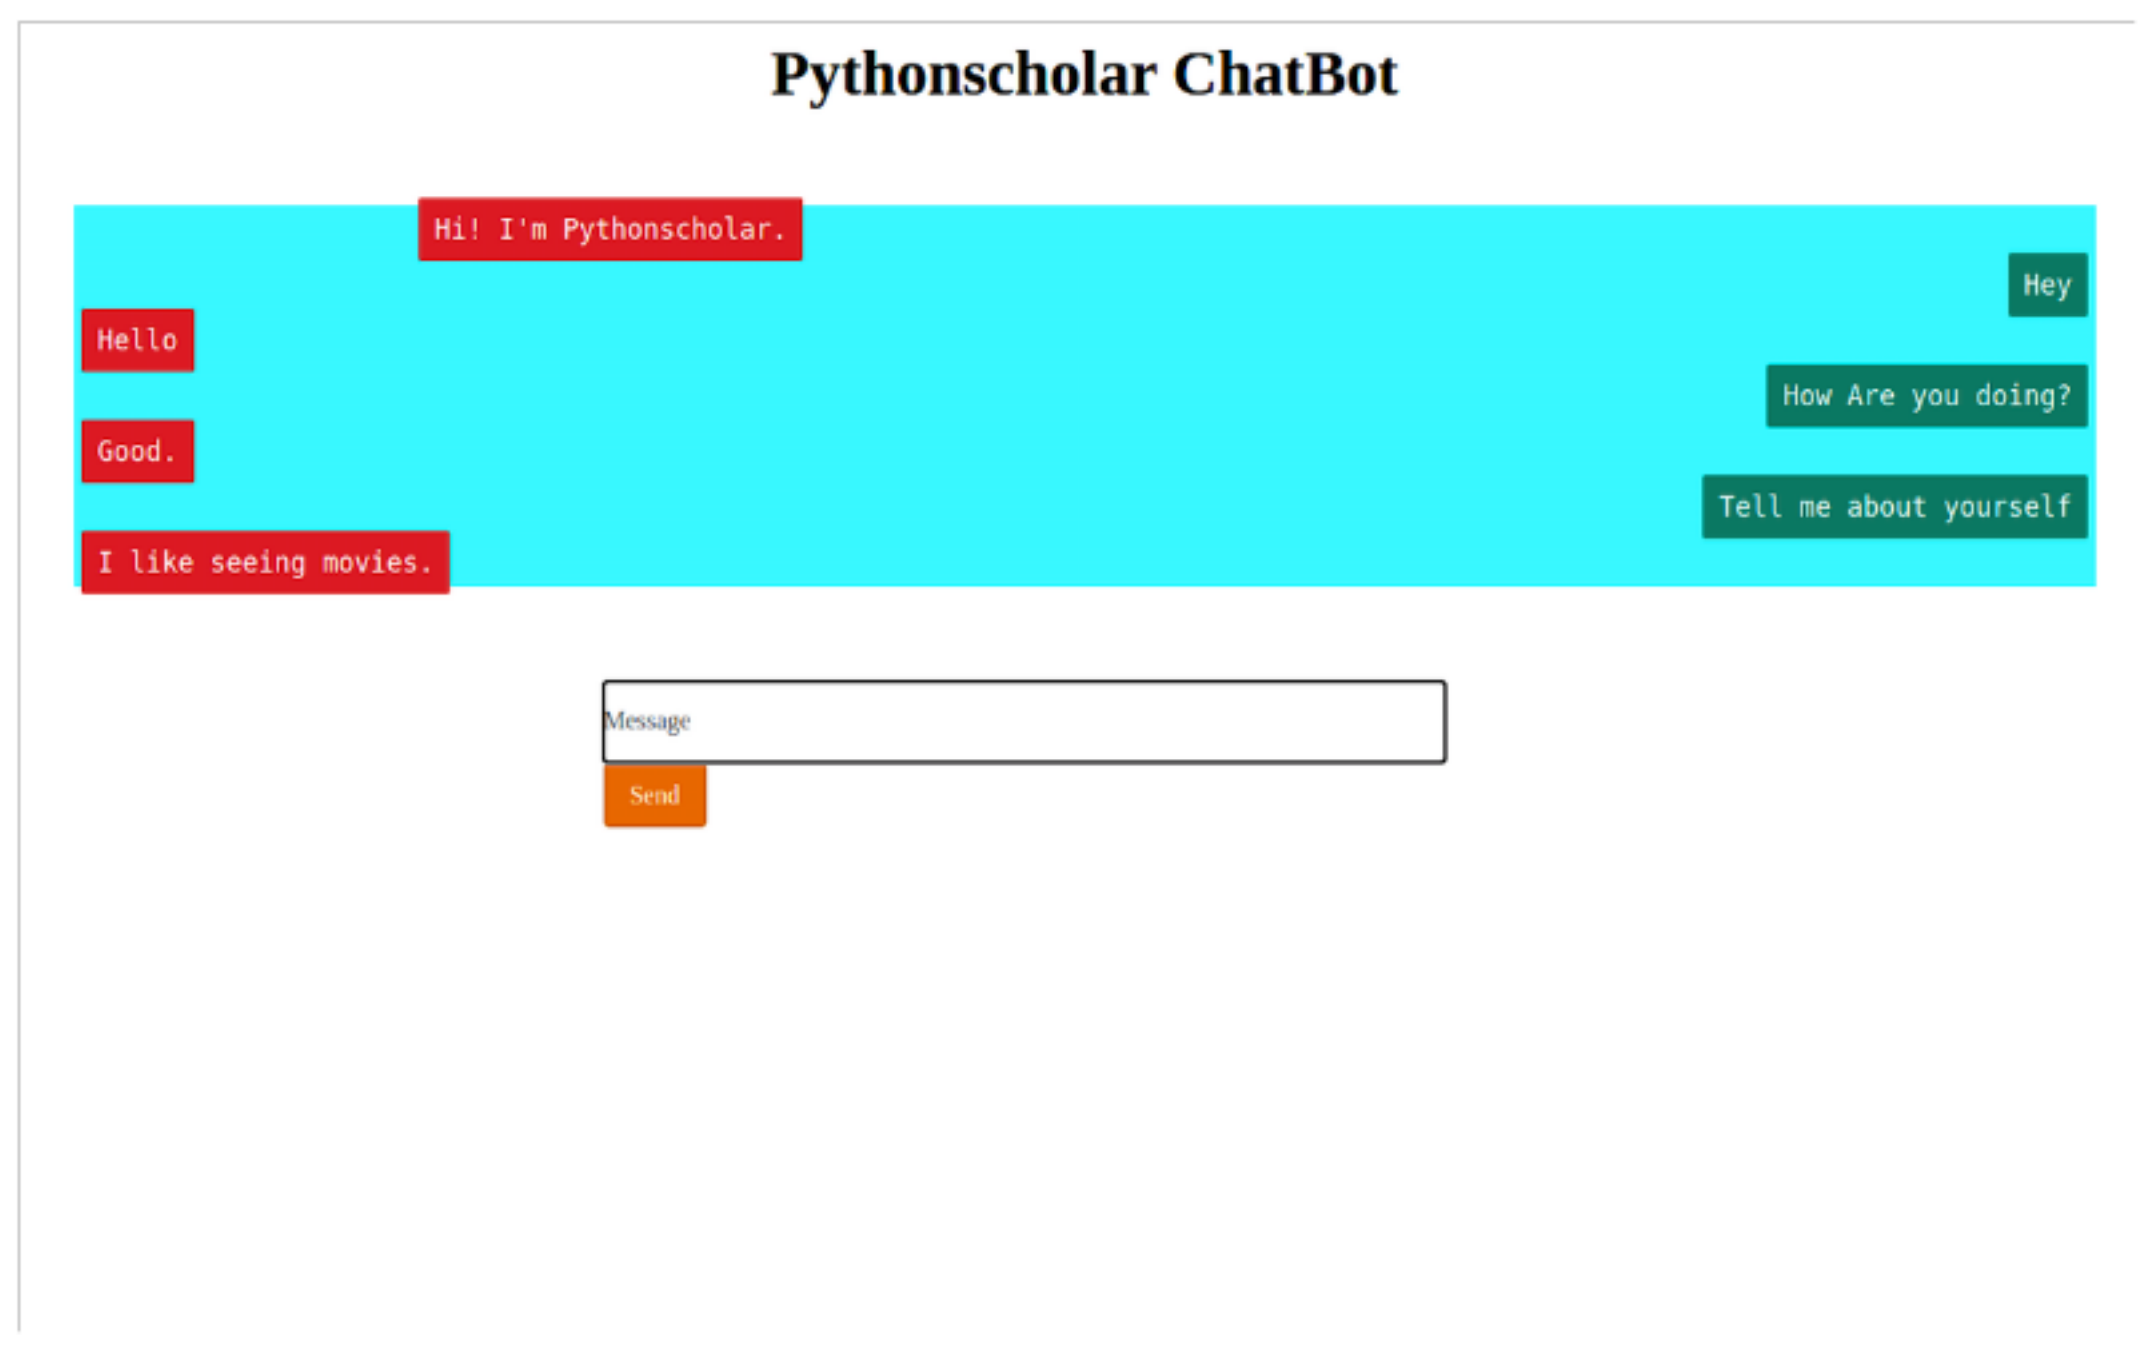 Pythonscholar ChatBot
Hi! I'm Pythonscholar.
Hey
Hello
How Are you doing?
Good.
Tell me about yourself
I like seeing movies.
Message
Send